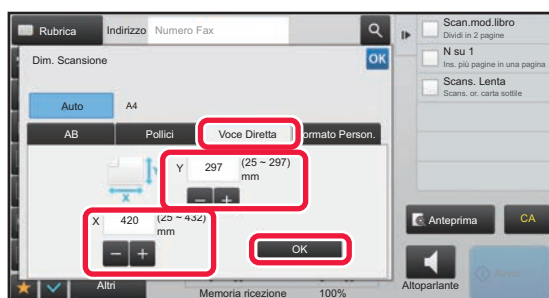 Rubrica
Indirizzo
Numero Fax
Scan.mod.libro
Dividi in 2 pagine
N su 1
Ins. più pagine in una pagina
Scans. Lenta
Scans. or. carta sottile
Dim. Scansione
OK
Auto
A4
AB
Pollici
Voce Diretta
ormato Person.
Y
297
(25 ~ 297)
mm
X
X
420
(25 ~ 432)
mm
OK
Anteprima
CA
Altoparlante
Avvio
Altri
Memoria ricezione
100%